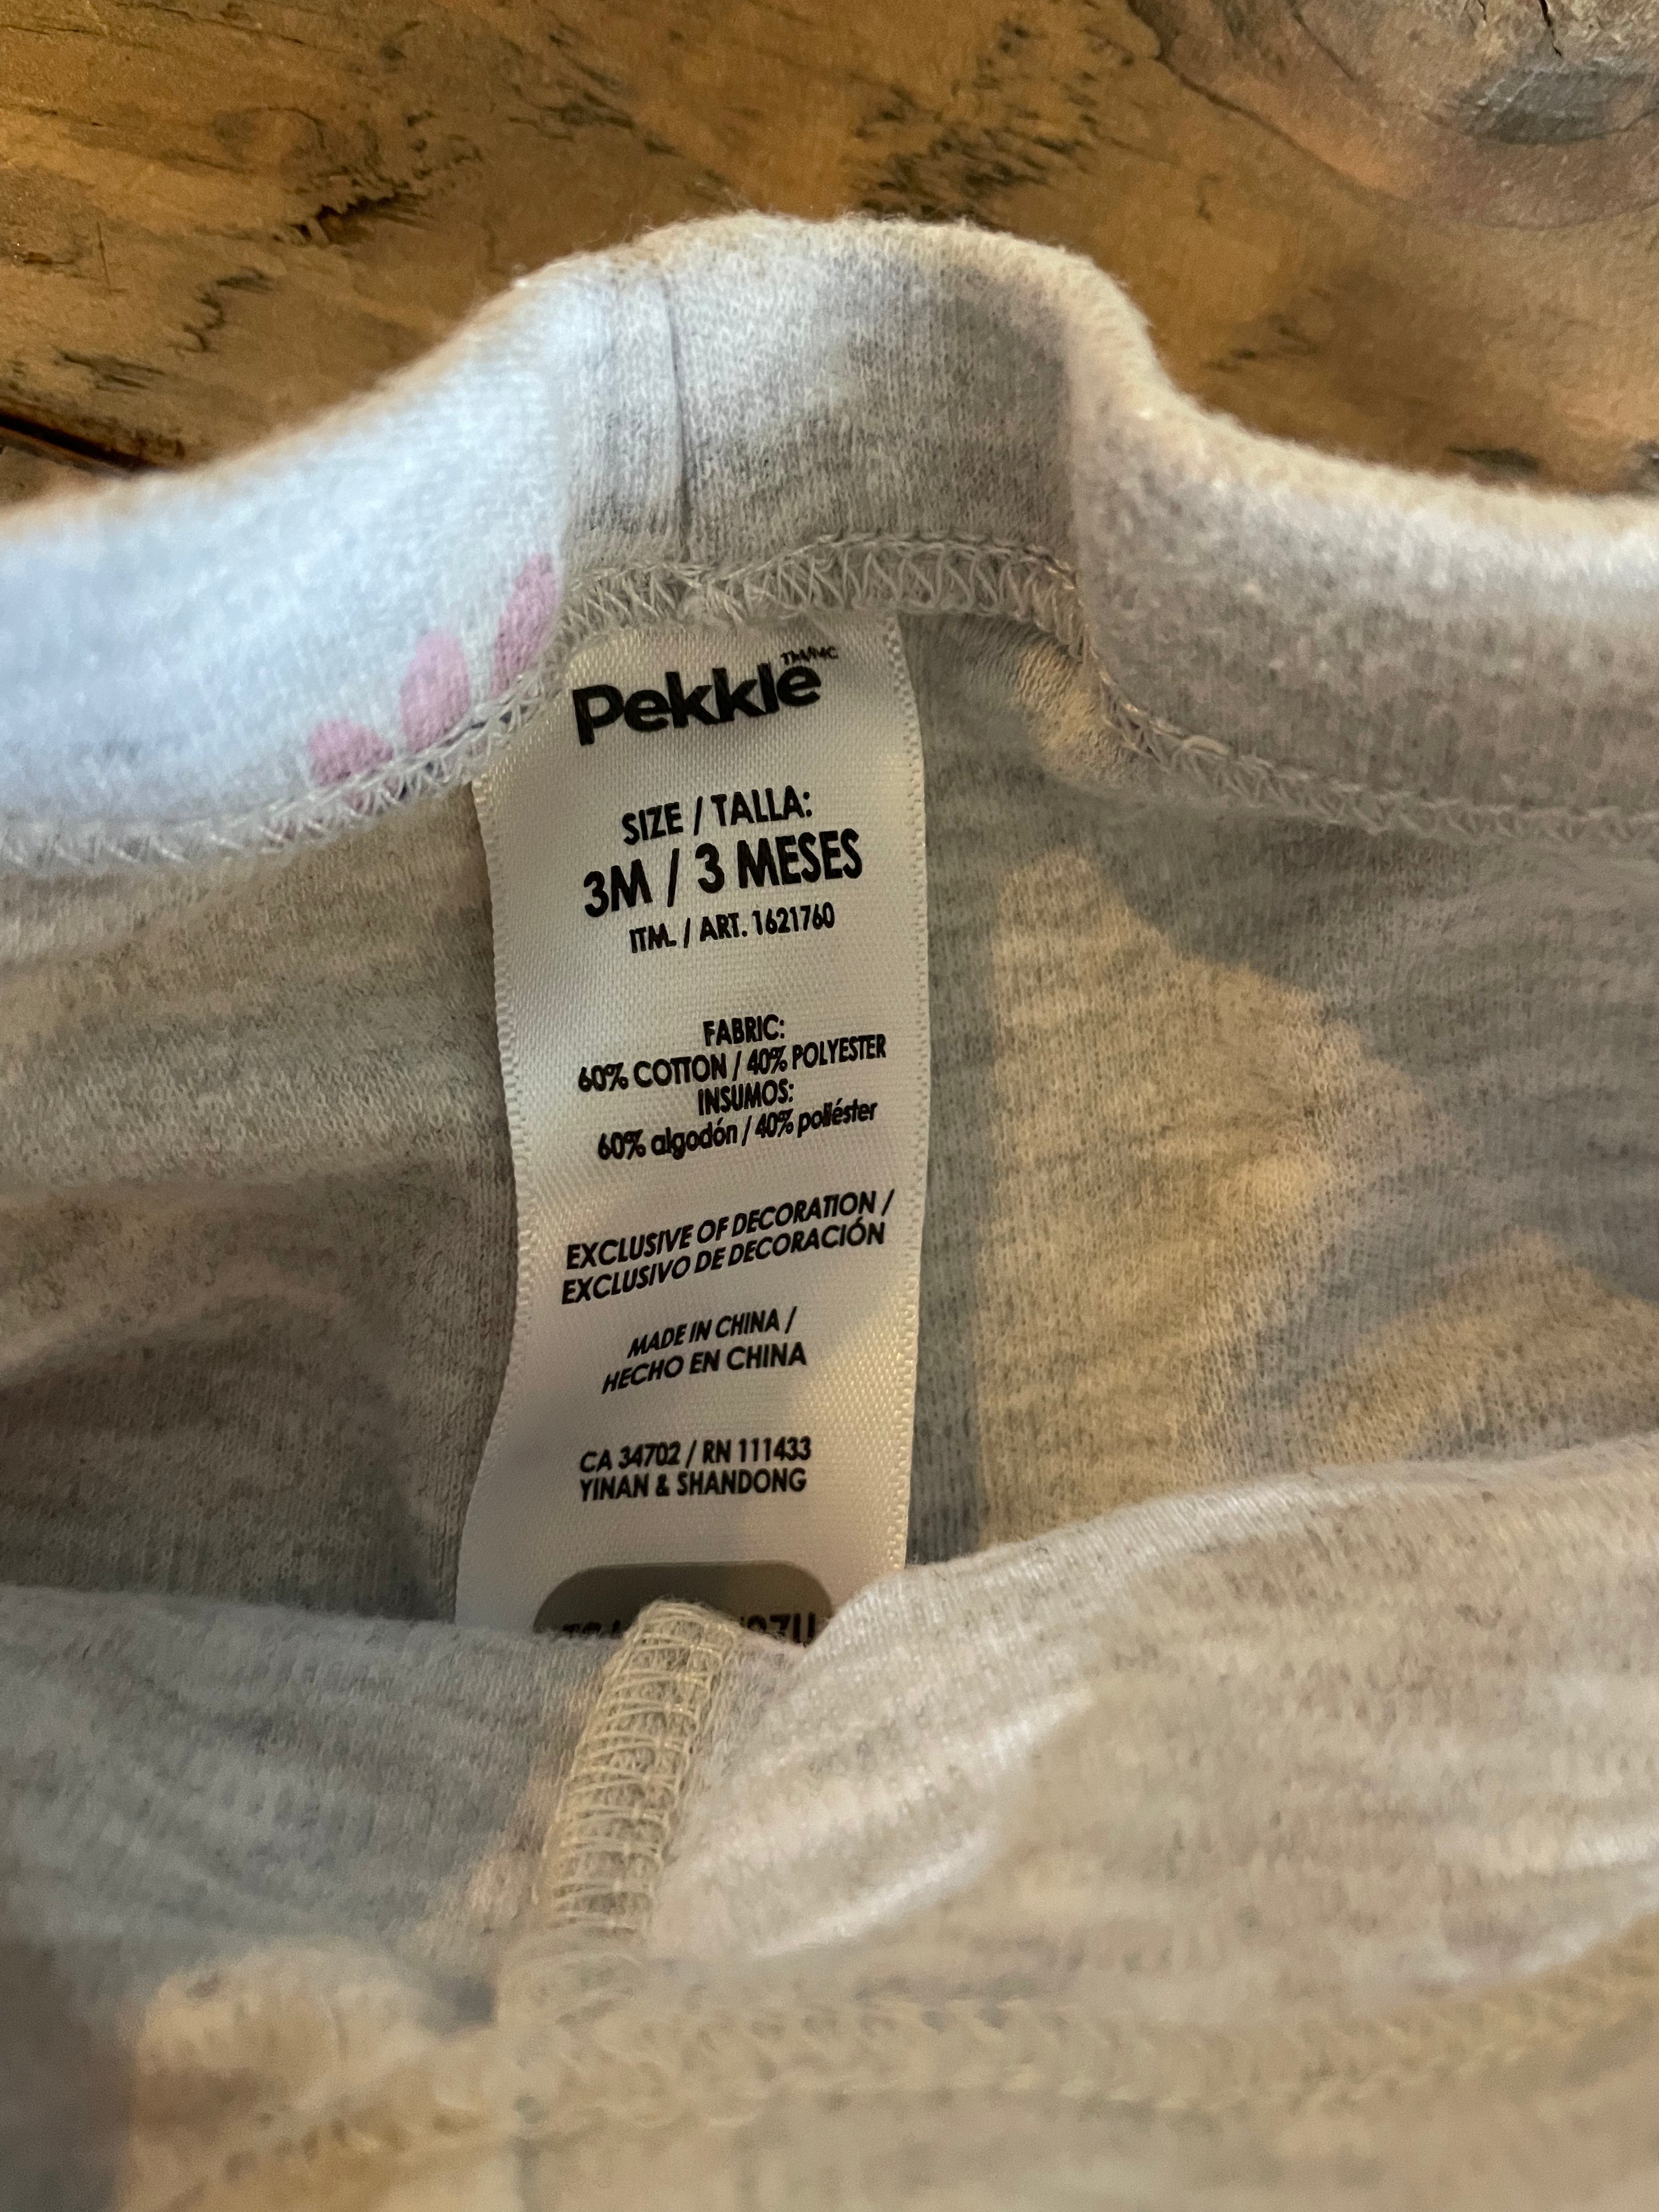 Pekkle TM/MC
SIZE / TALLA:
3M / 3 MESES
ITM. / ART. 1621760
FABRIC:
60% COTTON / 40% POLYESTER
INSUMOS:
60% algodón / 40% poliéster
EXCLUSIVE OF DECORATION /
EXCLUSIVO DE DECORACIÓN
MADE IN CHINA /
HECHO EN CHINA
CA 34702 / RN 111433
YINAN & SHANDONG